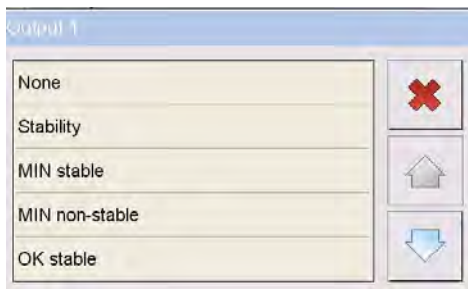 Output 1
None
Stability
MIN stable
MIN non-stable
OK stable